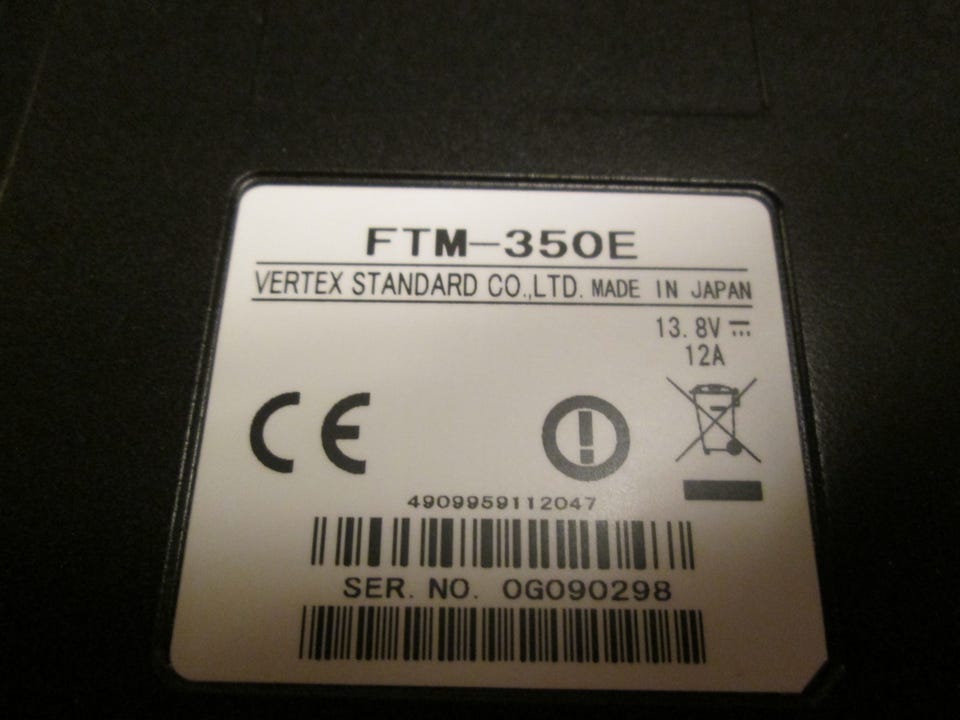 FTM-350E
VERTEX STANDARD CO.,LTD. MADE IN JAPAN
13.8V
12A
CE
4909959112047
SER. NO. 0G090298